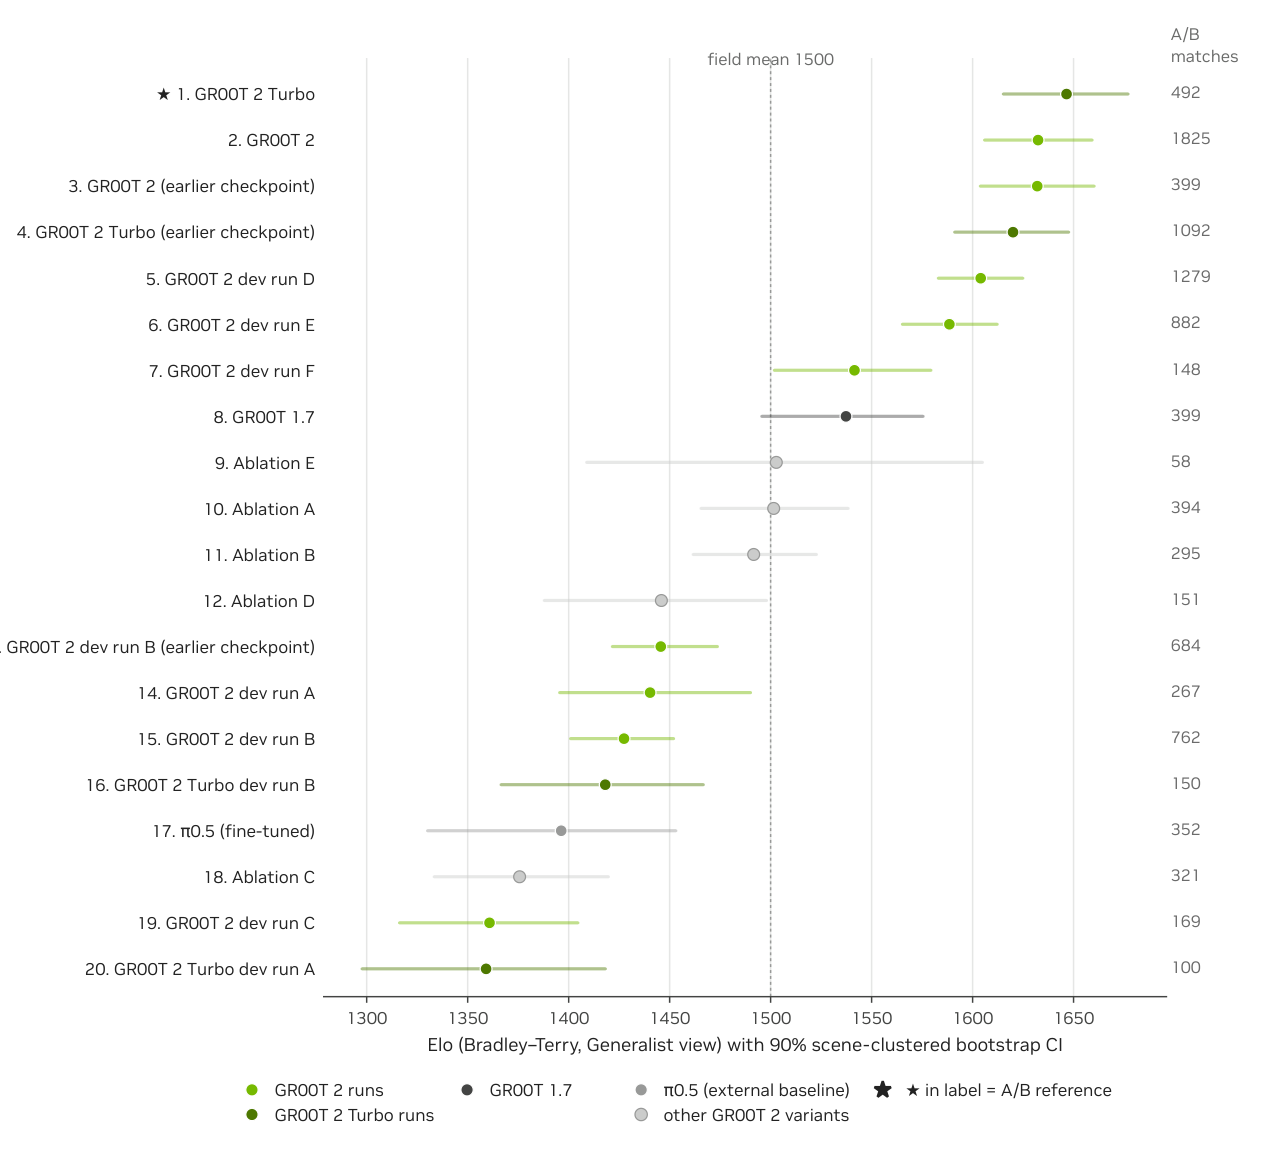 A/B
matches
field mean 1500
★ 1. GR00T 2 Turbo 492
2. GR00T 2 1825
3. GR00T 2 (earlier checkpoint) 399
4. GR00T 2 Turbo (earlier checkpoint) 1092
5. GR00T 2 dev run D 1279
6. GR00T 2 dev run E 882
7. GR00T 2 dev run F 148
8. GR00T 1.7 399
9. Ablation E 58
10. Ablation A 394
11. Ablation B 295
12. Ablation D 151
. GR00T 2 dev run B (earlier checkpoint) 684
14. GR00T 2 dev run A 267
15. GR00T 2 dev run B 762
16. GR00T 2 Turbo dev run B 150
17. π0.5 (fine-tuned) 352
18. Ablation C 321
19. GR00T 2 dev run C 169
20. GR00T 2 Turbo dev run A 100
1300 1350 1400 1450 1500 1550 1600 1650
Elo (Bradley–Terry, Generalist view) with 90% scene-clustered bootstrap CI
GR00T 2 runs GR00T 1.7 π0.5 (external baseline) ★ in label = A/B reference
GR00T 2 Turbo runs other GR00T 2 variants